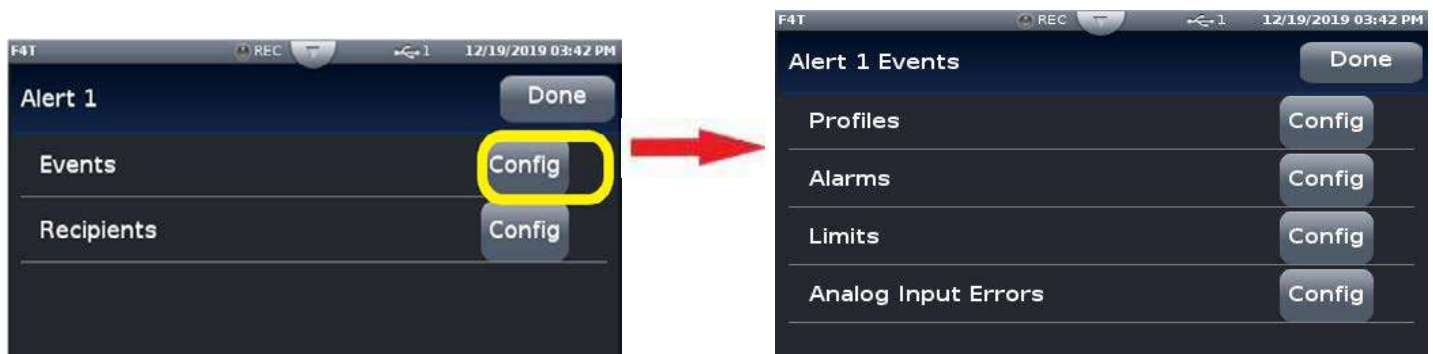 F4T REC 1 12/19/2019 03:42 PM
Alert 1 Done
Events Config
Recipients Config
F4T REC 1 12/19/2019 03:42 PM
Alert 1 Events Done
Profiles Config
Alarms Config
Limits Config
Analog Input Errors Config